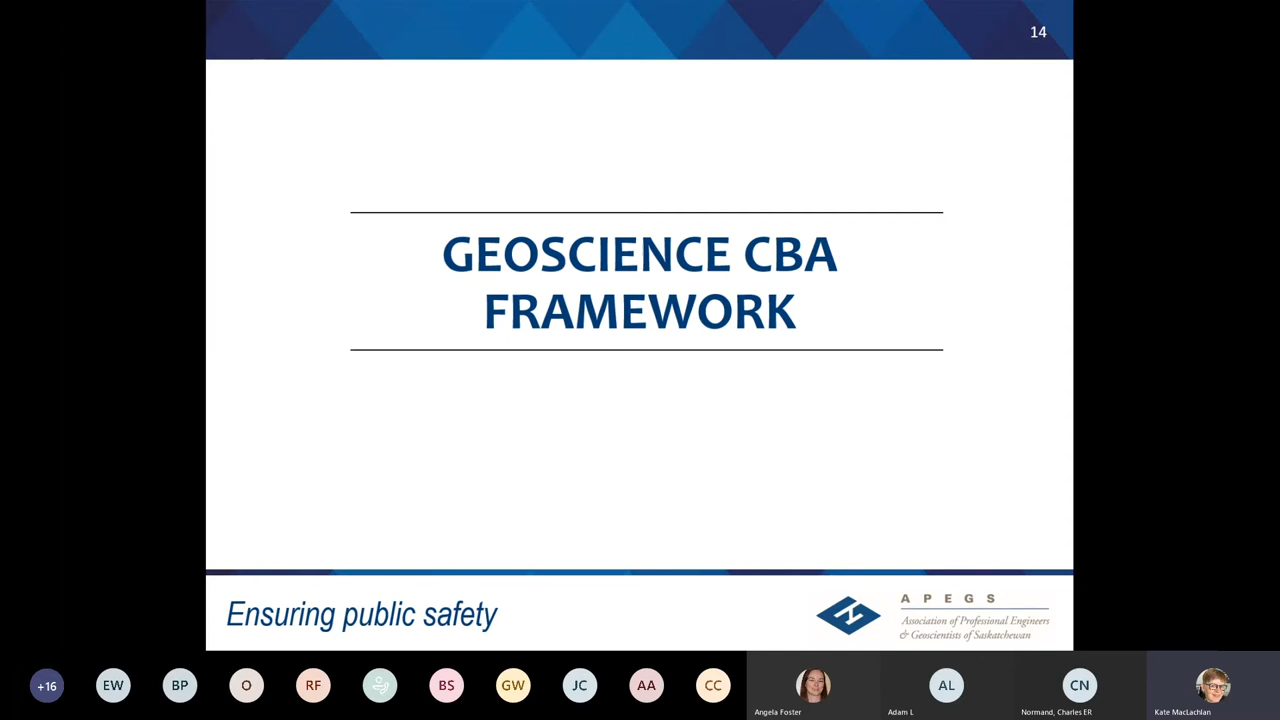 14
GEOSCIENCE CBA
FRAMEWORK
Ensuring public safety
A P E G S
Association of Professional Engineers
& Geoscientists of Saskatchewan
+16
EW
BP
O
RF
BS
GW
JC
AA
CC
AL
CN
Angela Foster
Adam L
Normand, Charles ER
Kate MacLachlan